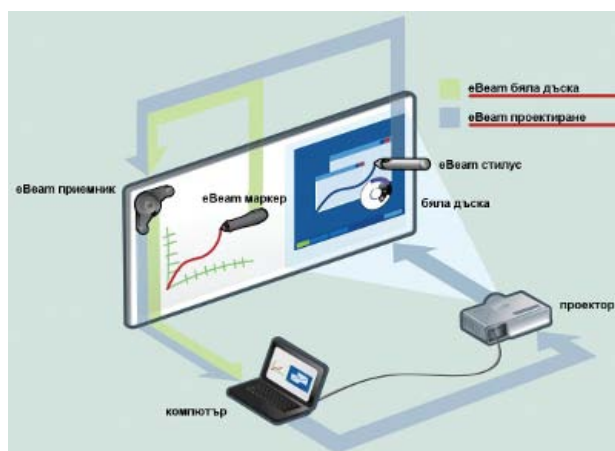 eBeam бяла дъска
eBeam проектиране
eBeam стилус
eBeam приемник
eBeam маркер
бяла дъска
проектор
компютър